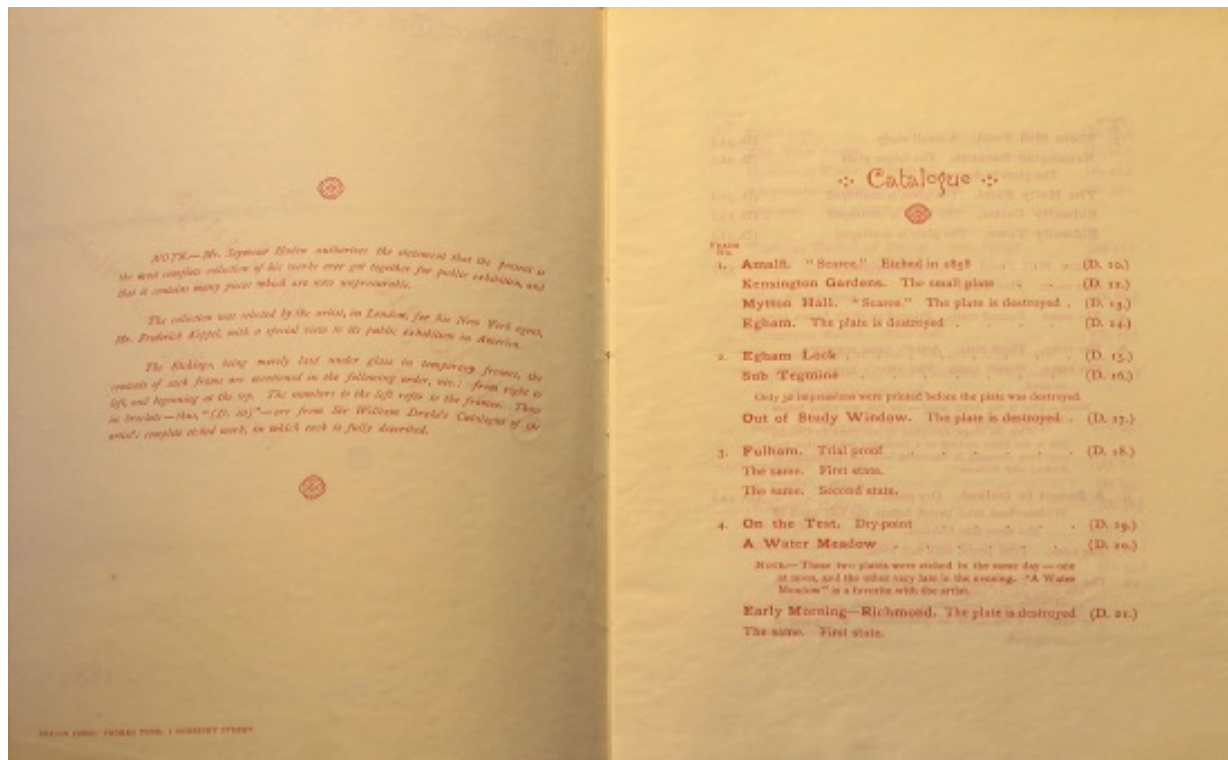 NOTE.—Mr. Seymour Haden authorises the statement that the present is
the most complete collection of his works ever got together for public exhibition, and
that it contains many pieces which are now unprocurable.
The collection was selected by the artist, in London, for his New York agent,
Mr. Frederick Keppel, with a special view to its public exhibition in America.
The Etchings, being merely laid under glass in temporary frames, the
contents of each frame are mentioned in the following order, viz.: from right to
left, and beginning at the top. The numbers to the left refer to the frames. Those
in brackets—thus, "(D. 10)"—are from Sir William Drake's Catalogue of the
artist's complete etched work, in which each is fully described.
THOMAS TODD, 1 SOMERSET STREET.
Catalogue
Frame
No.
1. Amalfi. "Scarce." Etched in 1858 (D. 10.)
Kensington Gardens. The small plate . . (D. 12.)
Mytton Hall. "Scarce." The plate is destroyed . (D. 13.)
Egham. The plate is destroyed . . . . (D. 14.)
2. Egham Lock . . . . . . . (D. 15.)
Sub Tegmine . . . . . . (D. 16.)
Only 30 impressions were printed before the plate was destroyed.
Out of Study Window. The plate is destroyed . . (D. 17.)
3. Fulham. Trial proof . . . . . . (D. 18.)
The same. First state.
The same. Second state.
4. On the Test. Dry-point . . . (D. 19.)
A Water Meadow . . . . . . (D. 20.)
Note.—These two plates were etched in the same day — one
at noon, and the other very late in the evening. "A Water
Meadow" is a favorite with the artist.
Early Morning—Richmond. The plate is destroyed (D. 21.)
The same. First state.